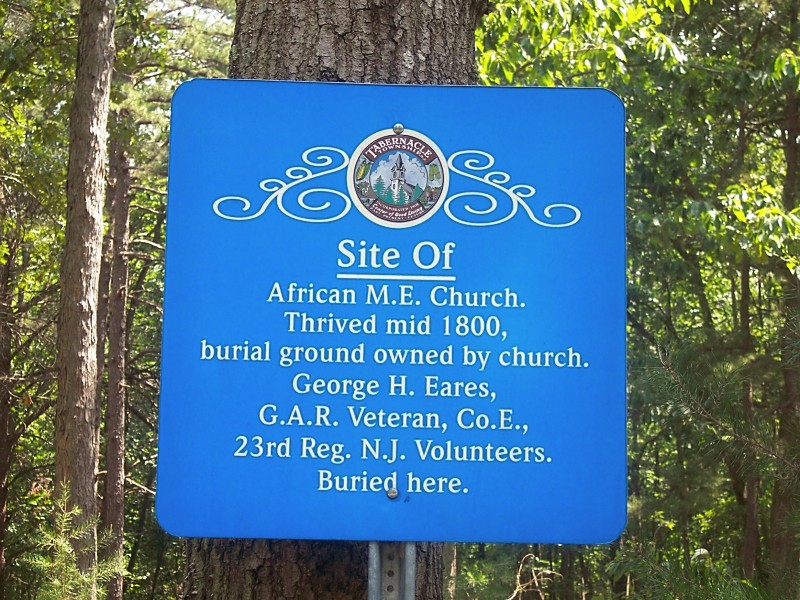 TABERNACLE
TOWNSHIP
Site Of
African M.E. Church.
Thrived mid 1800,
burial ground owned by church.
George H. Eares,
G.A.R. Veteran, Co.E.,
23rd Reg. N.J. Volunteers.
Buried here.